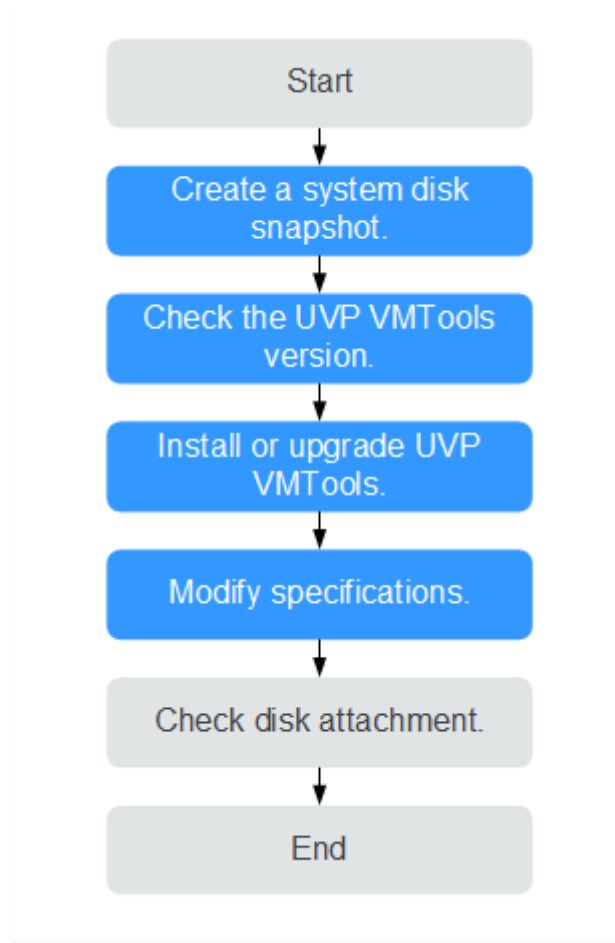 Start
Create a system disk
snapshot.
Check the UVP VMTools
version.
Install or upgrade UVP
VMTools.
Modify specifications.
Check disk attachment.
End